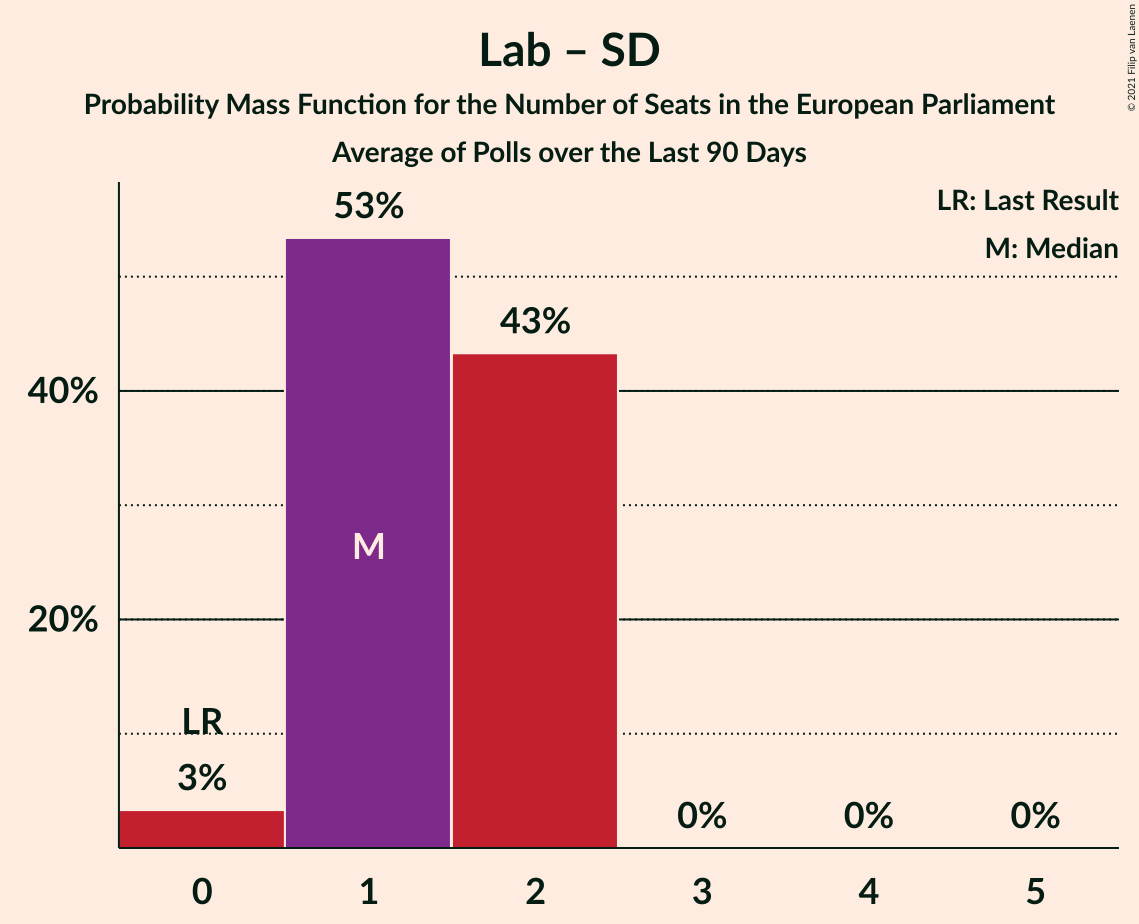 Lab – SD
Probability Mass Function for the Number of Seats in the European Parliament
Average of Polls over the Last 90 Days
© 2021 Filip van Laenen
LR: Last Result
M: Median
53%
43%
40%
M
20%
LR
3%
0% 0% 0%
0 1 2 3 4 5